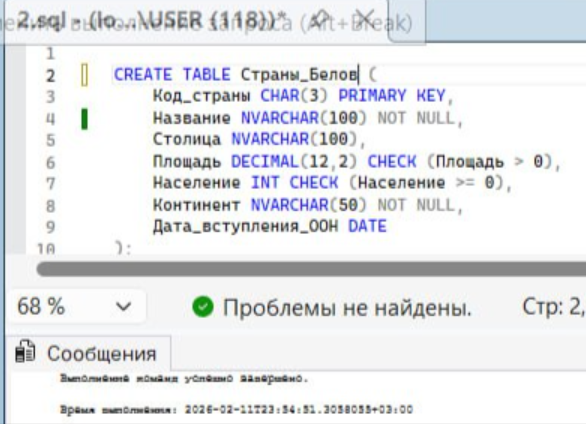 2.sql - (lo...\USER (118))*
выполнение запроса (Alt+Break)
1
2 CREATE TABLE Страны_Белов (
3 Код_страны CHAR(3) PRIMARY KEY,
4 Название NVARCHAR(100) NOT NULL,
5 Столица NVARCHAR(100),
6 Площадь DECIMAL(12,2) CHECK (Площадь > 0),
7 Население INT CHECK (Население >= 0),
8 Континент NVARCHAR(50) NOT NULL,
9 Дата_вступления_ООН DATE
10 );
68 % Проблемы не найдены. Стр: 2,
Сообщения
Выполнение команд успешно завершено.
Время выполнения: 2026-02-11T23:54:51.3058055+03:00